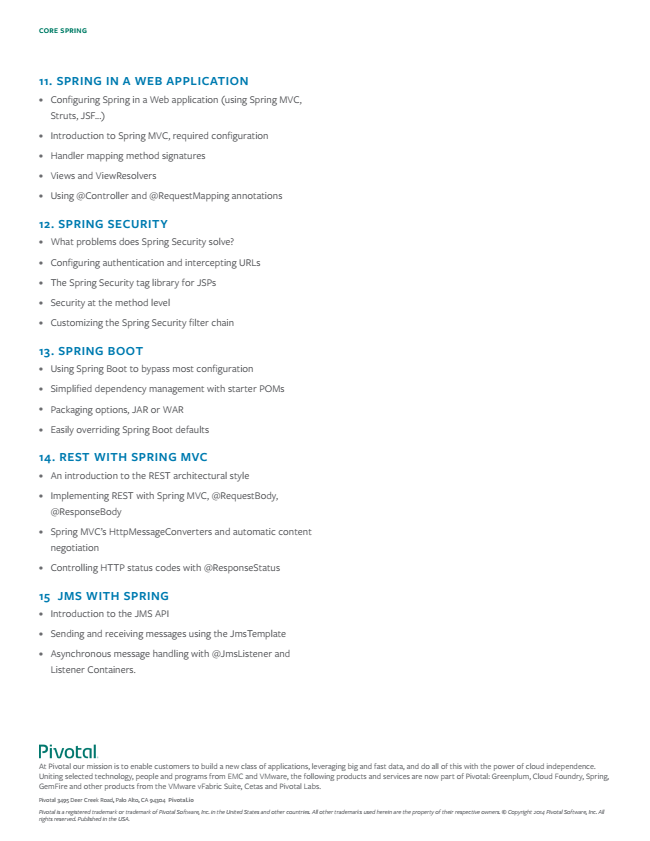 CORE SPRING
11. SPRING IN A WEB APPLICATION
• Configuring Spring in a Web application (using Spring MVC,
Struts, JSF...)
• Introduction to Spring MVC, required configuration
• Handler mapping method signatures
• Views and ViewResolvers
• Using @Controller and @RequestMapping annotations
12. SPRING SECURITY
• What problems does Spring Security solve?
• Configuring authentication and intercepting URLs
• The Spring Security tag library for JSPs
• Security at the method level
• Customizing the Spring Security filter chain
13. SPRING BOOT
• Using Spring Boot to bypass most configuration
• Simplified dependency management with starter POMs
• Packaging options, JAR or WAR
• Easily overriding Spring Boot defaults
14. REST WITH SPRING MVC
• An introduction to the REST architectural style
• Implementing REST with Spring MVC, @RequestBody,
@ResponseBody
• Spring MVC's HttpMessageConverters and automatic content
negotiation
• Controlling HTTP status codes with @ResponseStatus
15 JMS WITH SPRING
• Introduction to the JMS API
• Sending and receiving messages using the JmsTemplate
• Asynchronous message handling with @JmsListener and
Listener Containers.
Pivotal
At Pivotal our mission is to enable customers to build a new class of applications, leveraging big and fast data, and do all of this with the power of cloud independence.
Uniting selected technology, people and programs from EMC and VMware, the following products and services are now part of Pivotal: Greenplum, Cloud Foundry, Spring,
GemFire and other products from the VMware vFabric Suite, Cetas and Pivotal Labs.
Pivotal 3495 Deer Creek Road, Palo Alto, CA 94304 Pivotal.io
Pivotal is a registered trademark or trademark of Pivotal Software, Inc. in the United States and other countries. All other trademarks used herein are the property of their respective owners. © Copyright 2014 Pivotal Software, Inc. All
rights reserved. Published in the USA.